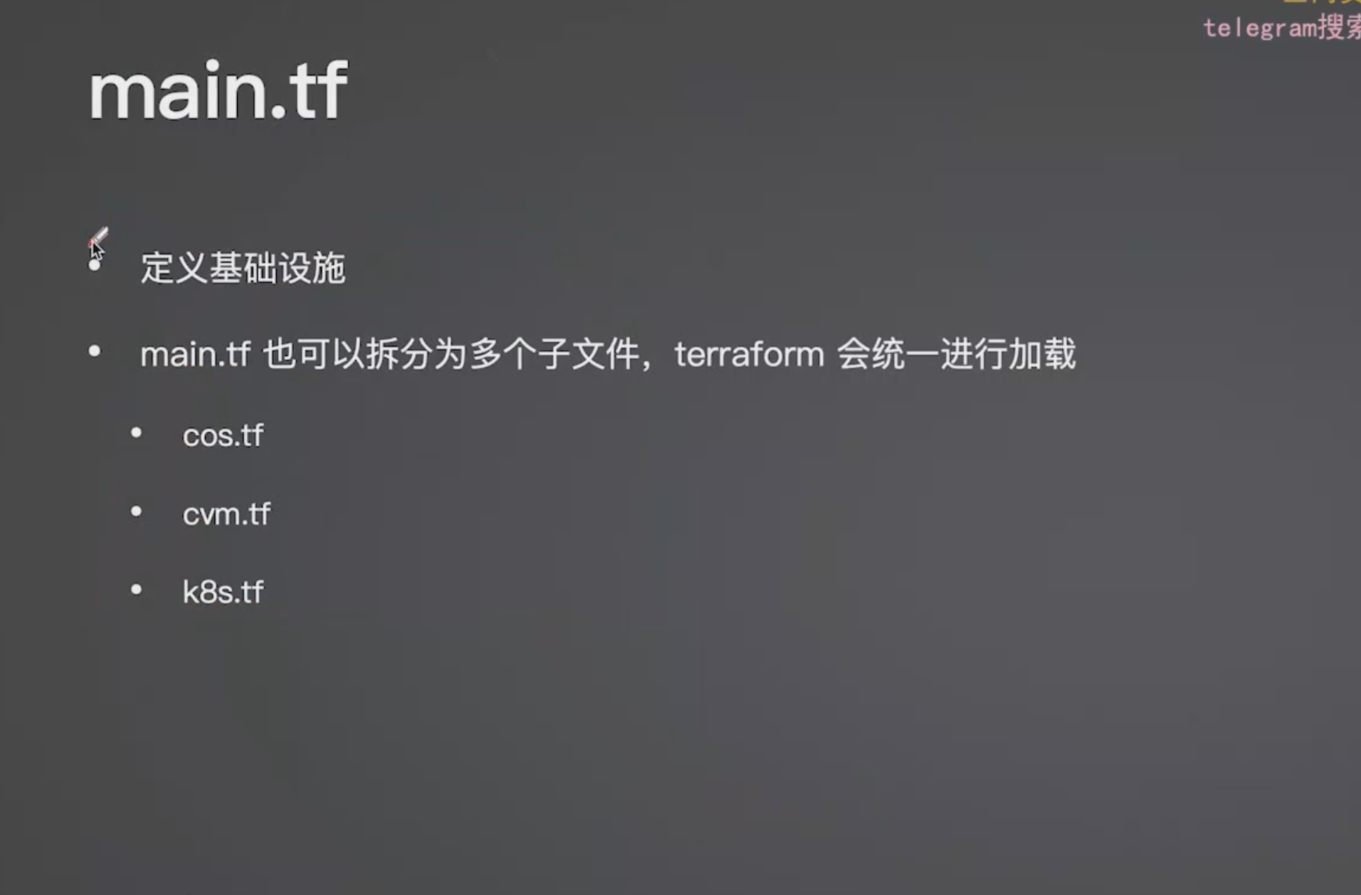 telegram搜索
main.tf
定义基础设施
main.tf 也可以拆分为多个子文件，terraform 会统一进行加载
cos.tf
cvm.tf
k8s.tf